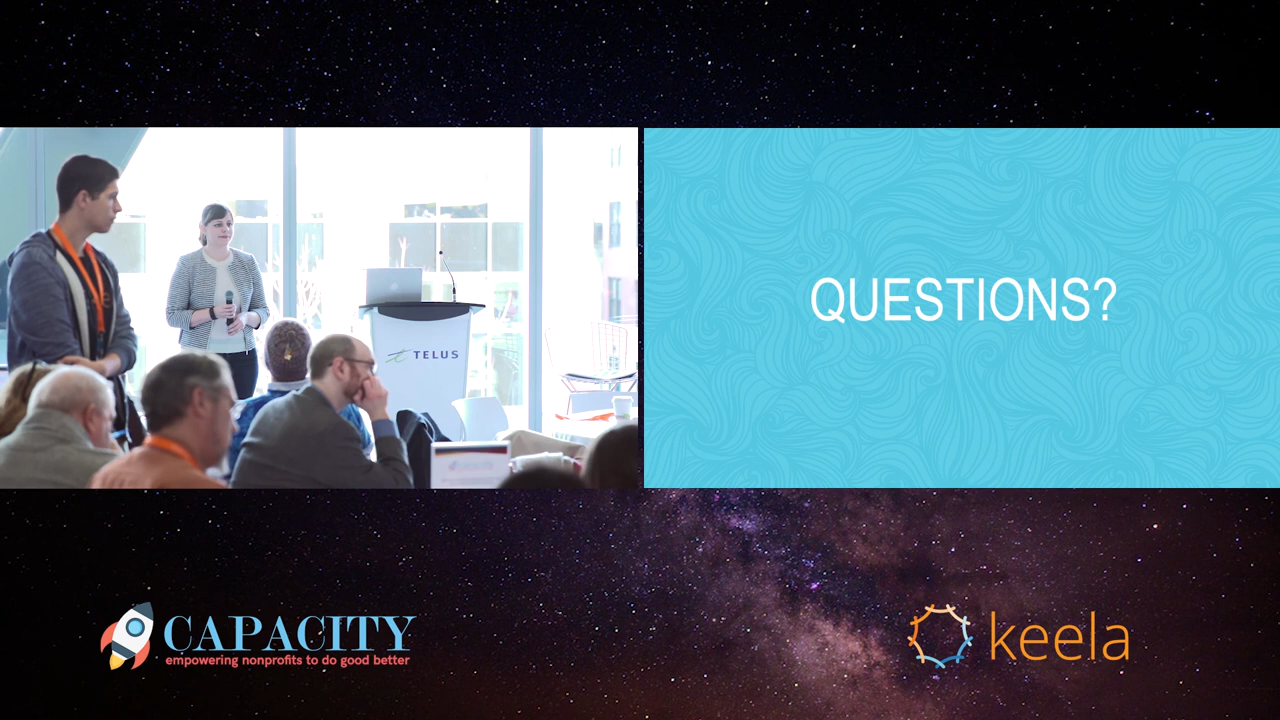 TELUS
QUESTIONS?
CAPACITY
empowering nonprofits to do good better
keela